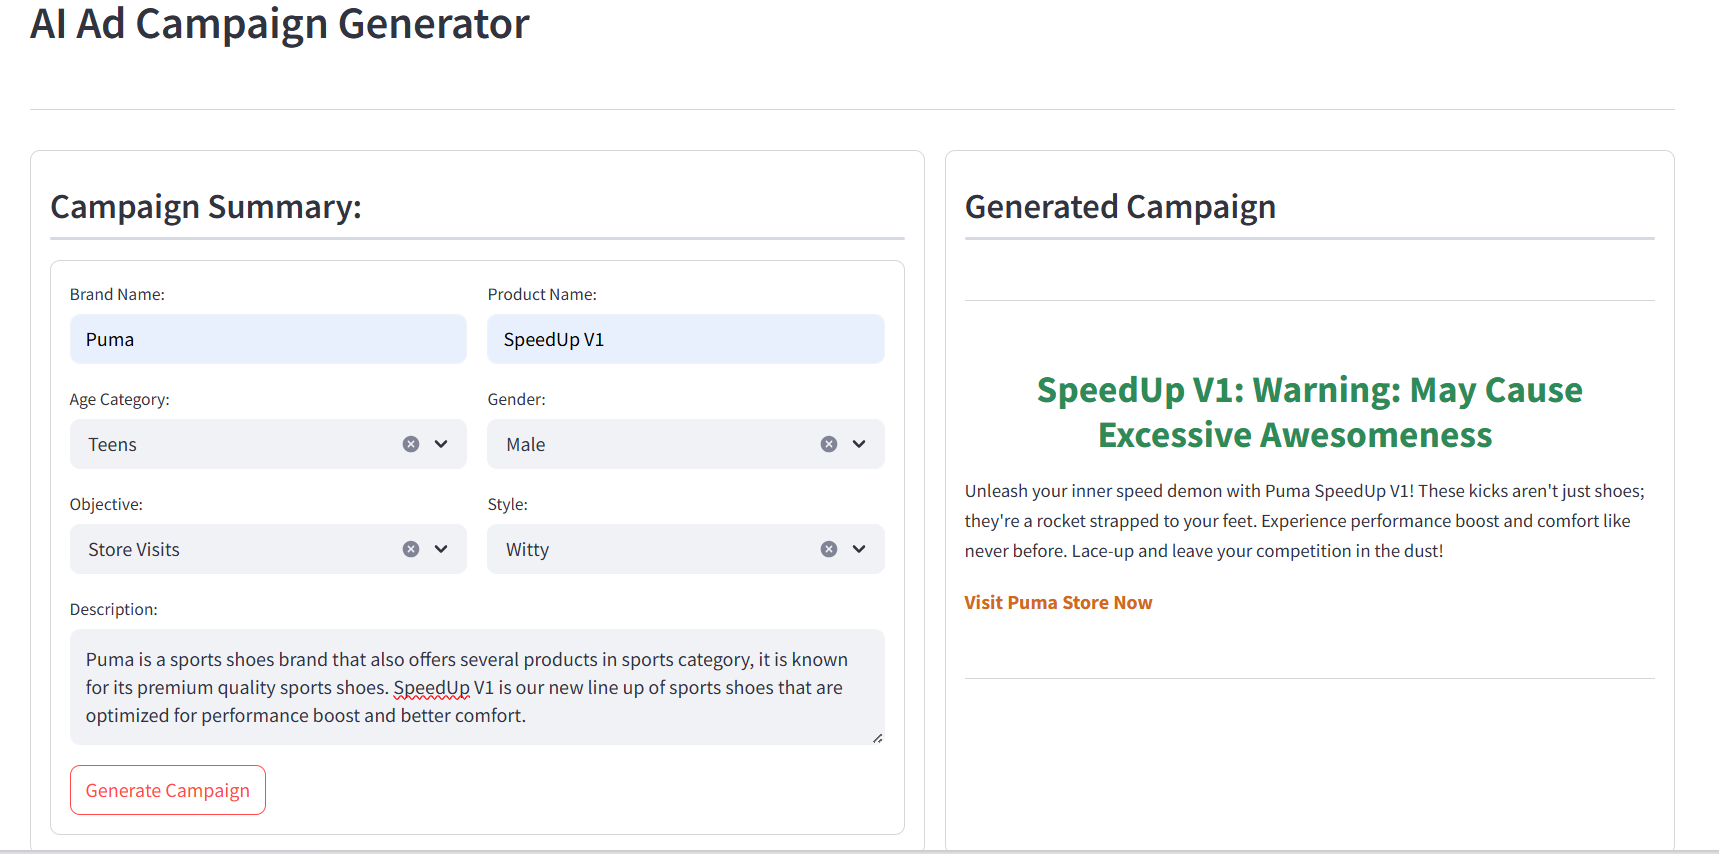 AI Ad Campaign Generator
Campaign Summary:
Brand Name:
Product Name:
Puma
SpeedUp V1
Age Category:
Gender:
Teens
Male
Objective:
Style:
Store Visits
Witty
Description:
Puma is a sports shoes brand that also offers several products in sports category, it is known
for its premium quality sports shoes. SpeedUp V1 is our new line up of sports shoes that are
optimized for performance boost and better comfort.
Generate Campaign
Generated Campaign
SpeedUp V1: Warning: May Cause
Excessive Awesomeness
Unleash your inner speed demon with Puma SpeedUp V1! These kicks aren't just shoes;
they're a rocket strapped to your feet. Experience performance boost and comfort like
never before. Lace-up and leave your competition in the dust!
Visit Puma Store Now